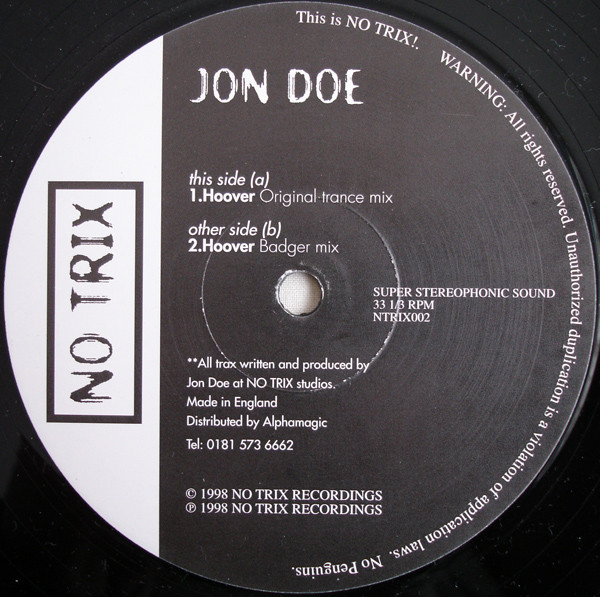 This is NO TRIX!. WARNING: All rights reserved. Unauthorized duplication is a violation of application laws. No Penguins.
JON DOE
this side (a)
1.Hoover Original trance mix
other side (b)
2.Hoover Badger mix
NO TRIX
SUPER STEREOPHONIC SOUND
33 1/3 RPM
NTRIX002
**All trax written and produced by
Jon Doe at NO TRIX studios.
Made in England
Distributed by Alphamagic
Tel: 0181 573 6662
© 1998 NO TRIX RECORDINGS
℗ 1998 NO TRIX RECORDINGS